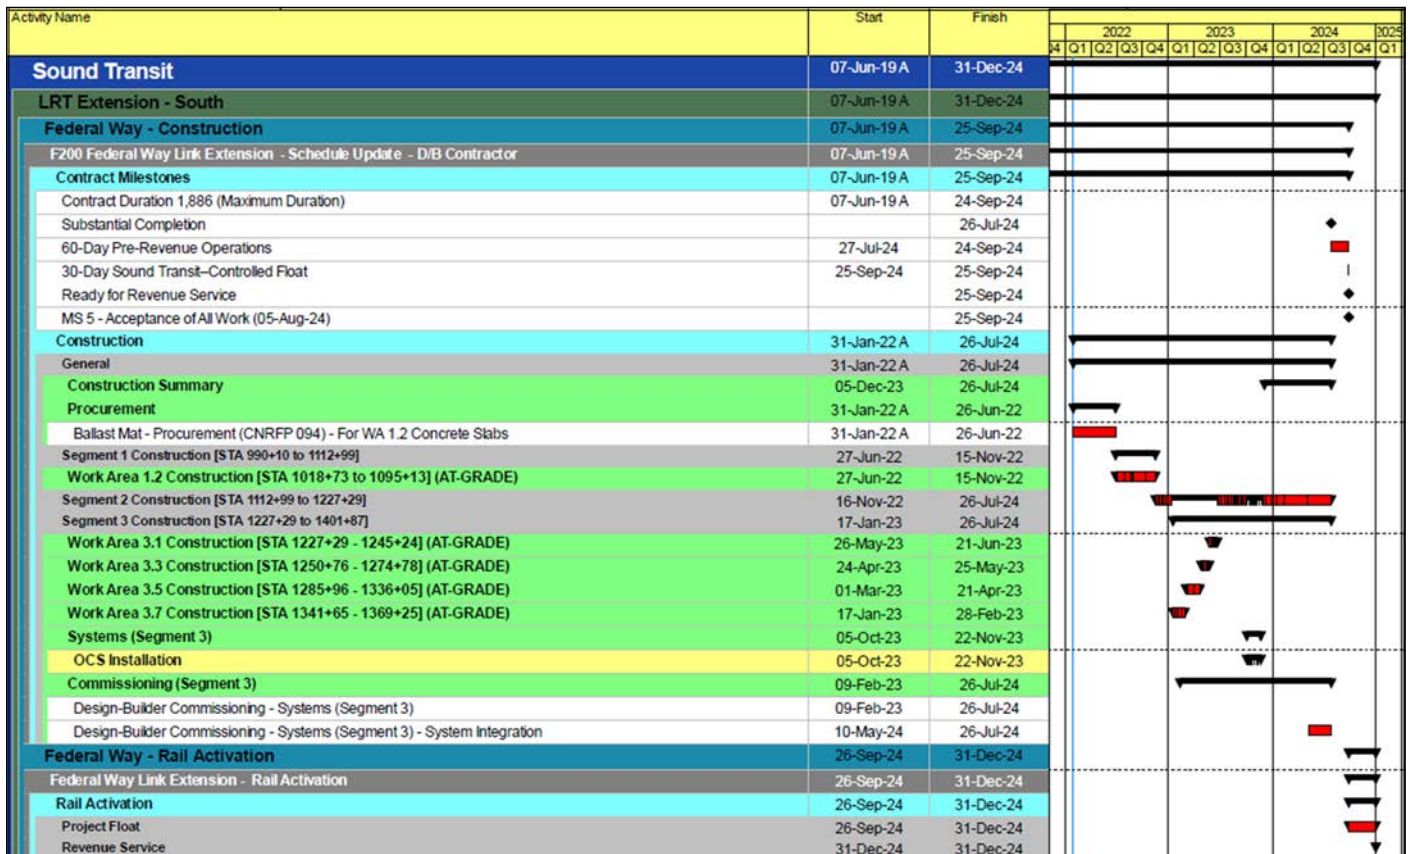 Activity Name Start Finish
2022 2023 2024 2025
Q4 Q1 Q2 Q3 Q4 Q1 Q2 Q3 Q4 Q1 Q2 Q3 Q4 Q1
Sound Transit 07-Jun-19 A 31-Dec-24
LRT Extension - South 07-Jun-19 A 31-Dec-24
Federal Way - Construction 07-Jun-19 A 25-Sep-24
F200 Federal Way Link Extension - Schedule Update - D/B Contractor 07-Jun-19 A 25-Sep-24
Contract Milestones 07-Jun-19 A 25-Sep-24
Contract Duration 1,886 (Maximum Duration) 07-Jun-19 A 24-Sep-24
Substantial Completion 26-Jul-24
60-Day Pre-Revenue Operations 27-Jul-24 24-Sep-24
30-Day Sound Transit--Controlled Float 25-Sep-24 25-Sep-24
Ready for Revenue Service 25-Sep-24
MS 5 - Acceptance of All Work (05-Aug-24) 25-Sep-24
Construction 31-Jan-22 A 26-Jul-24
General 31-Jan-22 A 26-Jul-24
Construction Summary 05-Dec-23 26-Jul-24
Procurement 31-Jan-22 A 26-Jun-22
Ballast Mat - Procurement (CNRFP 094) - For WA 1.2 Concrete Slabs 31-Jan-22 A 26-Jun-22
Segment 1 Construction [STA 990+10 to 1112+99] 27-Jun-22 15-Nov-22
Work Area 1.2 Construction [STA 1018+73 to 1095+13] (AT-GRADE) 27-Jun-22 15-Nov-22
Segment 2 Construction [STA 1112+99 to 1227+29] 16-Nov-22 26-Jul-24
Segment 3 Construction [STA 1227+29 to 1401+87] 17-Jan-23 26-Jul-24
Work Area 3.1 Construction [STA 1227+29 - 1245+24] (AT-GRADE) 26-May-23 21-Jun-23
Work Area 3.3 Construction [STA 1250+76 - 1274+78] (AT-GRADE) 24-Apr-23 25-May-23
Work Area 3.5 Construction [STA 1285+96 - 1336+05] (AT-GRADE) 01-Mar-23 21-Apr-23
Work Area 3.7 Construction [STA 1341+65 - 1369+25] (AT-GRADE) 17-Jan-23 28-Feb-23
Systems (Segment 3) 05-Oct-23 22-Nov-23
OCS Installation 05-Oct-23 22-Nov-23
Commissioning (Segment 3) 09-Feb-23 26-Jul-24
Design-Builder Commissioning - Systems (Segment 3) 09-Feb-23 26-Jul-24
Design-Builder Commissioning - Systems (Segment 3) - System Integration 10-May-24 26-Jul-24
Federal Way - Rail Activation 26-Sep-24 31-Dec-24
Federal Way Link Extension - Rail Activation 26-Sep-24 31-Dec-24
Rail Activation 26-Sep-24 31-Dec-24
Project Float 26-Sep-24 31-Dec-24
Revenue Service 31-Dec-24 31-Dec-24